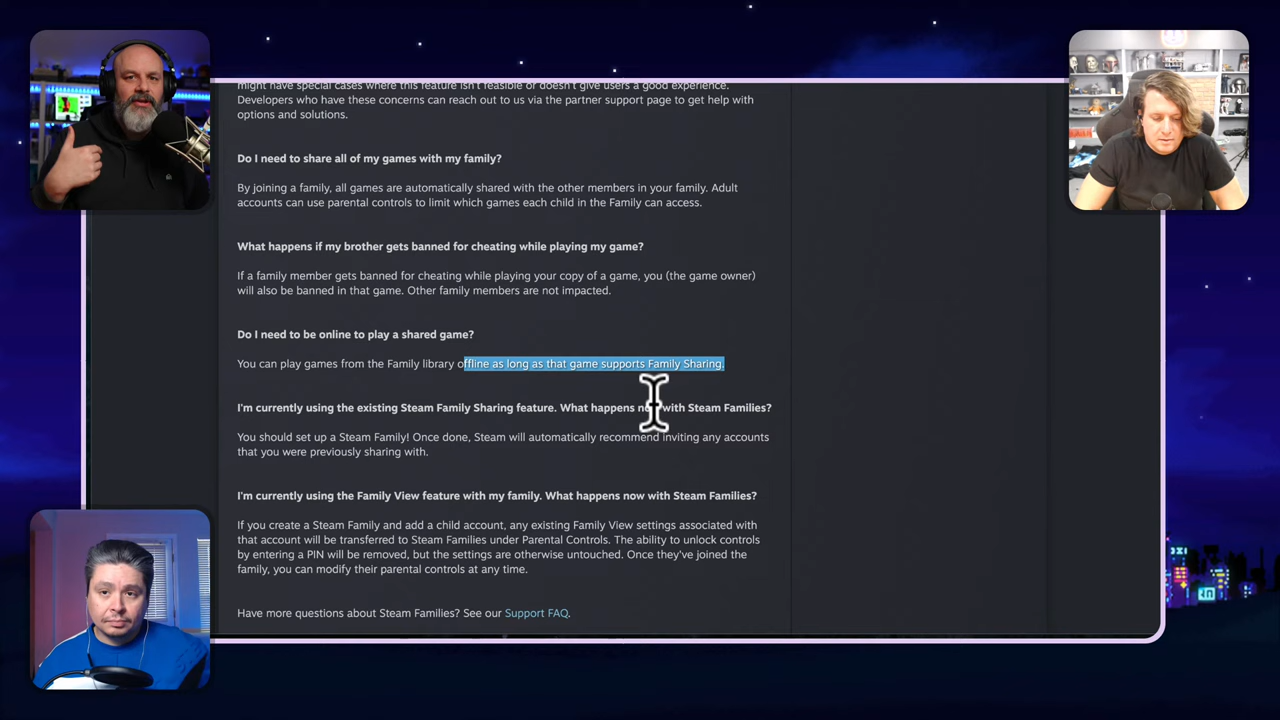 might have special cases where this feature isn't feasible or doesn't give users a good experience.
Developers who have these concerns can reach out to us via the partner support page to get help with
options and solutions.
Do I need to share all of my games with my family?
By joining a family, all games are automatically shared with the other members in your family. Adult
accounts can use parental controls to limit which games each child in the Family can access.
What happens if my brother gets banned for cheating while playing my game?
If a family member gets banned for cheating while playing your copy of a game, you (the game owner)
will also be banned in that game. Other family members are not impacted.
Do I need to be online to play a shared game?
You can play games from the Family library offline as long as that game supports Family Sharing.
I'm currently using the existing Steam Family Sharing feature. What happens now with Steam Families?
You should set up a Steam Family! Once done, Steam will automatically recommend inviting any accounts
that you were previously sharing with.
I'm currently using the Family View feature with my family. What happens now with Steam Families?
If you create a Steam Family and add a child account, any existing Family View settings associated with
that account will be transferred to Steam Families under Parental Controls. The ability to unlock controls
by entering a PIN will be removed, but the settings are otherwise untouched. Once they've joined the
family, you can modify their parental controls at any time.
Have more questions about Steam Families? See our Support FAQ.